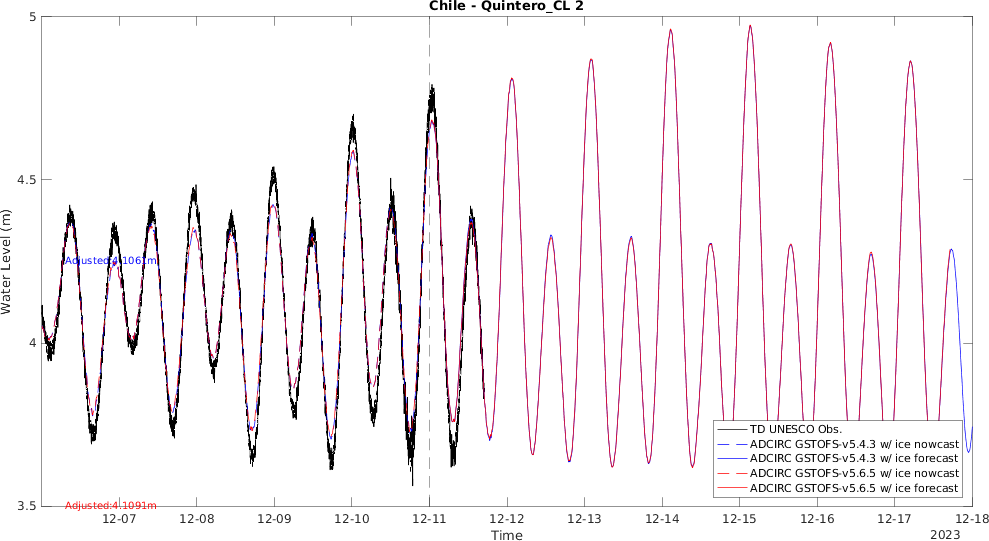 Chile - Quintero_CL 2
5
4.5
4
3.5
Water Level (m)
Adjusted:4.1061m
Adjusted:4.1091m
TD UNESCO Obs.
ADCIRC GSTOFS-v5.4.3 w/ ice nowcast
ADCIRC GSTOFS-v5.4.3 w/ ice forecast
ADCIRC GSTOFS-v5.6.5 w/ ice nowcast
ADCIRC GSTOFS-v5.6.5 w/ ice forecast
12-07 12-08 12-09 12-10 12-11 12-12 12-13 12-14 12-15 12-16 12-17 12-18
Time
2023